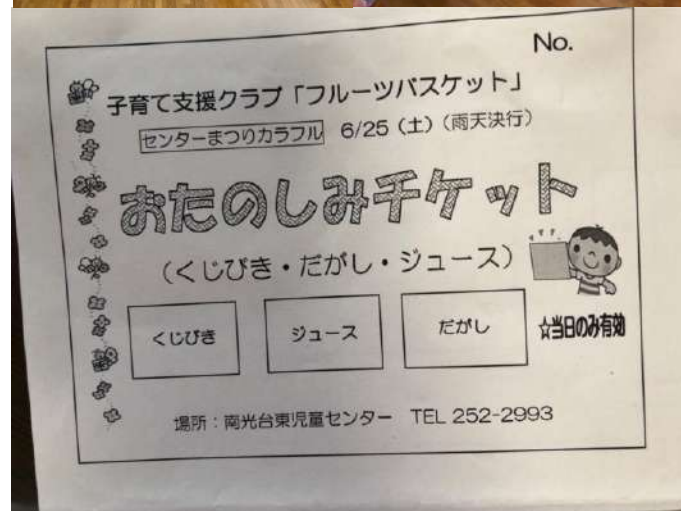 No.
子育て支援クラブ「フルーツバスケット」
センターまつりカラフル 6/25（土）（雨天決行）
おたのしみチケット
（くじびき・だがし・ジュース）
くじびき ジュース だがし ☆当日のみ有効
場所：南光台東児童センター TEL 252-2993